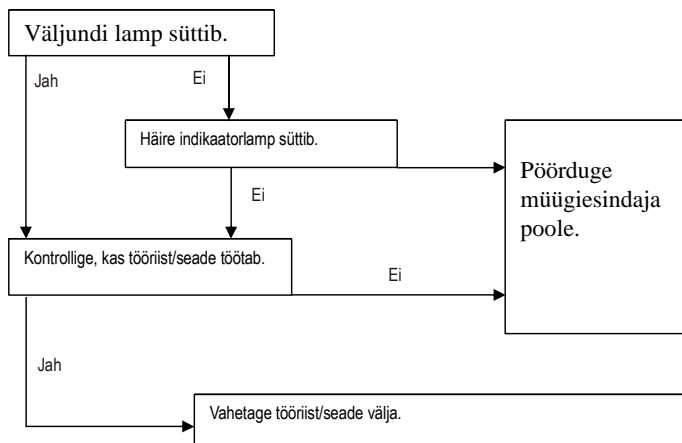 Väljundi lamp süttib.
Jah
Ei
Häire indikaatorlamp süttib.
Pöörduge
müügiesindaja
poole.
Ei
Kontrollige, kas tööriist/seade töötab.
Ei
Jah
Vahetage tööriist/seade välja.